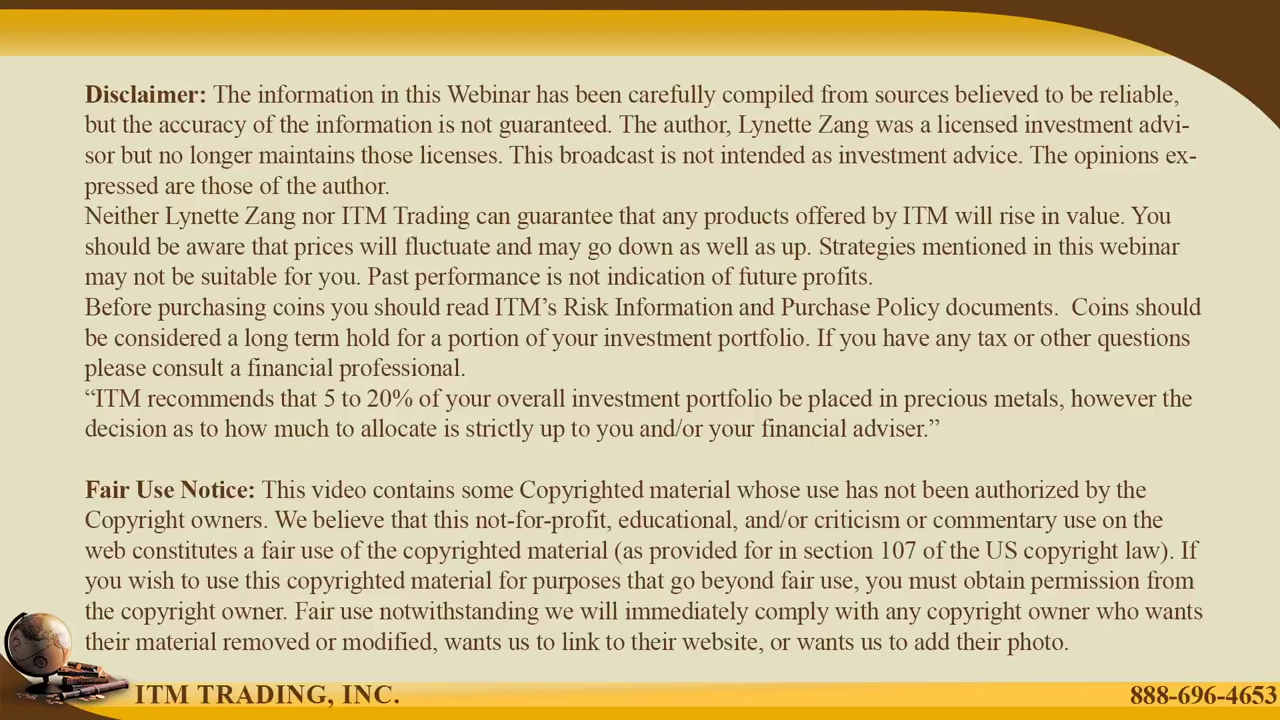 Disclaimer: The information in this Webinar has been carefully compiled from sources believed to be reliable,
but the accuracy of the information is not guaranteed. The author, Lynette Zang was a licensed investment advi-
sor but no longer maintains those licenses. This broadcast is not intended as investment advice. The opinions ex-
pressed are those of the author.
Neither Lynette Zang nor ITM Trading can guarantee that any products offered by ITM will rise in value. You
should be aware that prices will fluctuate and may go down as well as up. Strategies mentioned in this webinar
may not be suitable for you. Past performance is not indication of future profits.
Before purchasing coins you should read ITM’s Risk Information and Purchase Policy documents.  Coins should
be considered a long term hold for a portion of your investment portfolio. If you have any tax or other questions
please consult a financial professional.
“ITM recommends that 5 to 20% of your overall investment portfolio be placed in precious metals, however the
decision as to how much to allocate is strictly up to you and/or your financial adviser.”
Fair Use Notice: This video contains some Copyrighted material whose use has not been authorized by the
Copyright owners. We believe that this not-for-profit, educational, and/or criticism or commentary use on the
web constitutes a fair use of the copyrighted material (as provided for in section 107 of the US copyright law). If
you wish to use this copyrighted material for purposes that go beyond fair use, you must obtain permission from
the copyright owner. Fair use notwithstanding we will immediately comply with any copyright owner who wants
their material removed or modified, wants us to link to their website, or wants us to add their photo.
ITM TRADING, INC.
888-696-4653